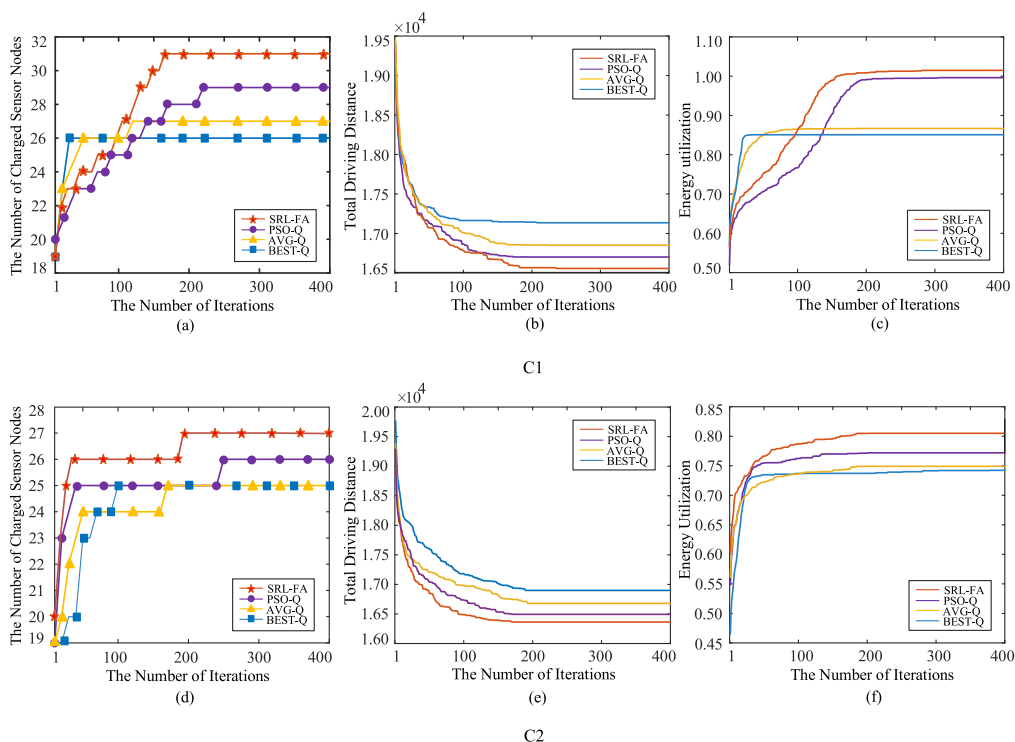 The Number of Charged Sensor Nodes
32
30
28
26
24
22
20
18
1
100
200
300
400
SRL-FA
PSO-Q
AVG-Q
BEST-Q
The Number of Iterations
(a)
×10⁴
Total Driving Distance
1.95
1.90
1.85
1.80
1.75
1.70
1.65
1
100
200
300
400
SRL-FA
PSO-Q
AVG-Q
BEST-Q
The Number of Iterations
(b)
Energy utilization
1.10
1.00
0.90
0.80
0.70
0.60
0.50
1
100
200
300
400
SRL-FA
PSO-Q
AVG-Q
BEST-Q
The Number of Iterations
(c)
C1
The Number of Charged Sensor Nodes
28
27
26
25
24
23
22
21
20
19
1
100
200
300
400
SRL-FA
PSO-Q
AVG-Q
BEST-Q
The Number of Iterations
(d)
×10⁴
Total Driving Distance
2.00
1.95
1.90
1.85
1.80
1.75
1.70
1.65
1.60
1
100
200
300
400
SRL-FA
PSO-Q
AVG-Q
BEST-Q
The Number of Iterations
(e)
Energy Utilization
0.85
0.80
0.75
0.70
0.65
0.60
0.55
0.50
0.45
1
100
200
300
400
SRL-FA
PSO-Q
AVG-Q
BEST-Q
The Number of Iterations
(f)
C2